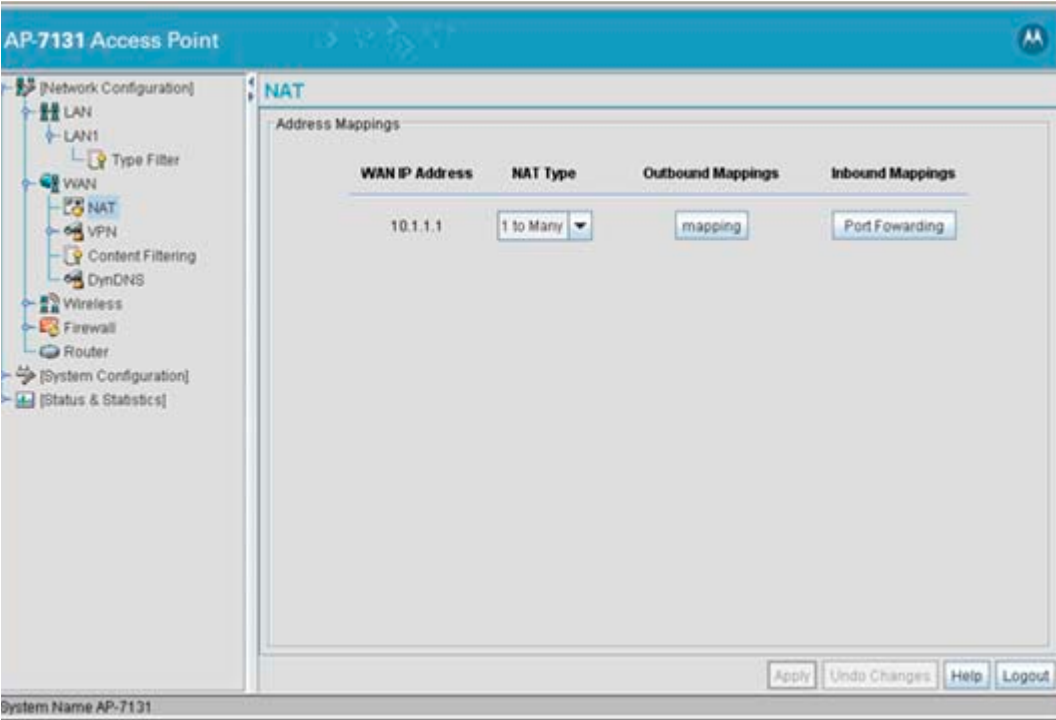 AP-7131 Access Point
[Network Configuration]
LAN
LAN1
Type Filter
WAN
NAT
VPN
Content Filtering
DynDNS
Wireless
Firewall
Router
[System Configuration]
[Status & Statistics]
NAT
Address Mappings
WAN IP Address NAT Type Outbound Mappings Inbound Mappings
10.1.1.1 1 to Many mapping Port Fowarding
Apply Undo Changes Help Logout
System Name AP-7131